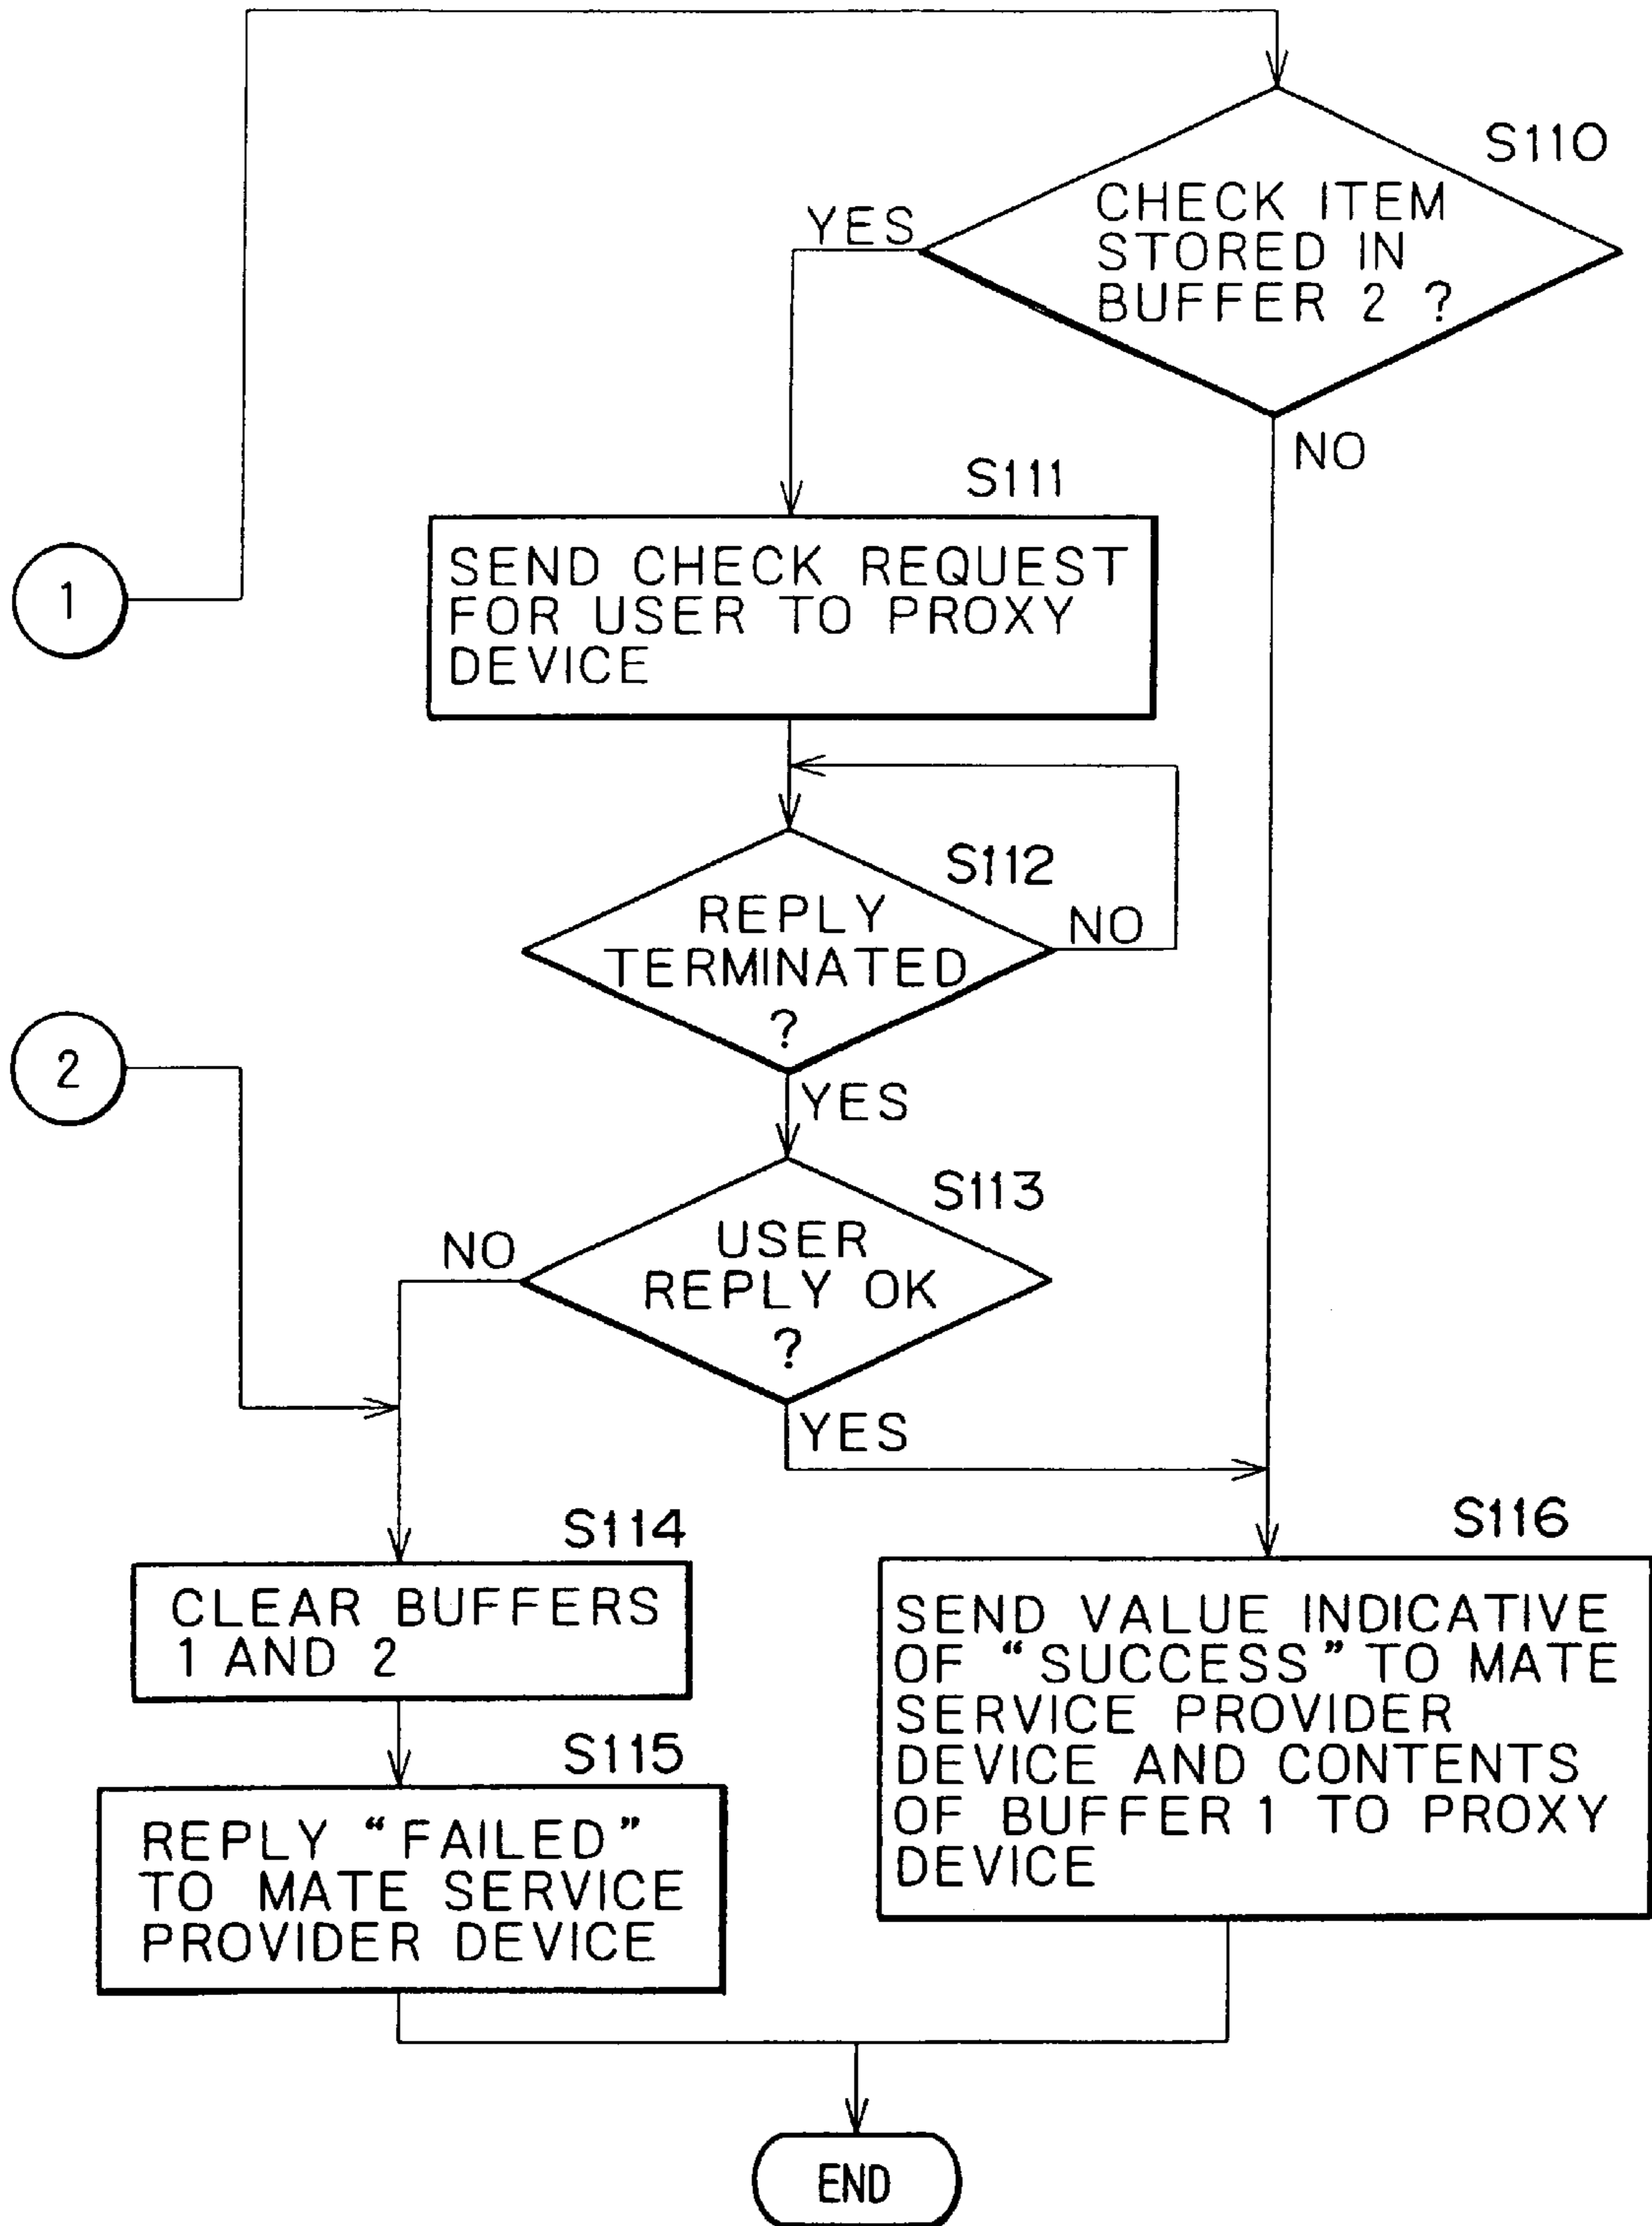 S110
CHECK ITEM
STORED IN
BUFFER 2 ?
YES
NO
S111
SEND CHECK REQUEST
FOR USER TO PROXY
DEVICE
1
S112
REPLY
TERMINATED
?
NO
YES
2
S113
USER
REPLY OK
?
NO
YES
S114
CLEAR BUFFERS
1 AND 2
S115
REPLY “FAILED”
TO MATE SERVICE
PROVIDER DEVICE
S116
SEND VALUE INDICATIVE
OF “SUCCESS” TO MATE
SERVICE PROVIDER
DEVICE AND CONTENTS
OF BUFFER 1 TO PROXY
DEVICE
END